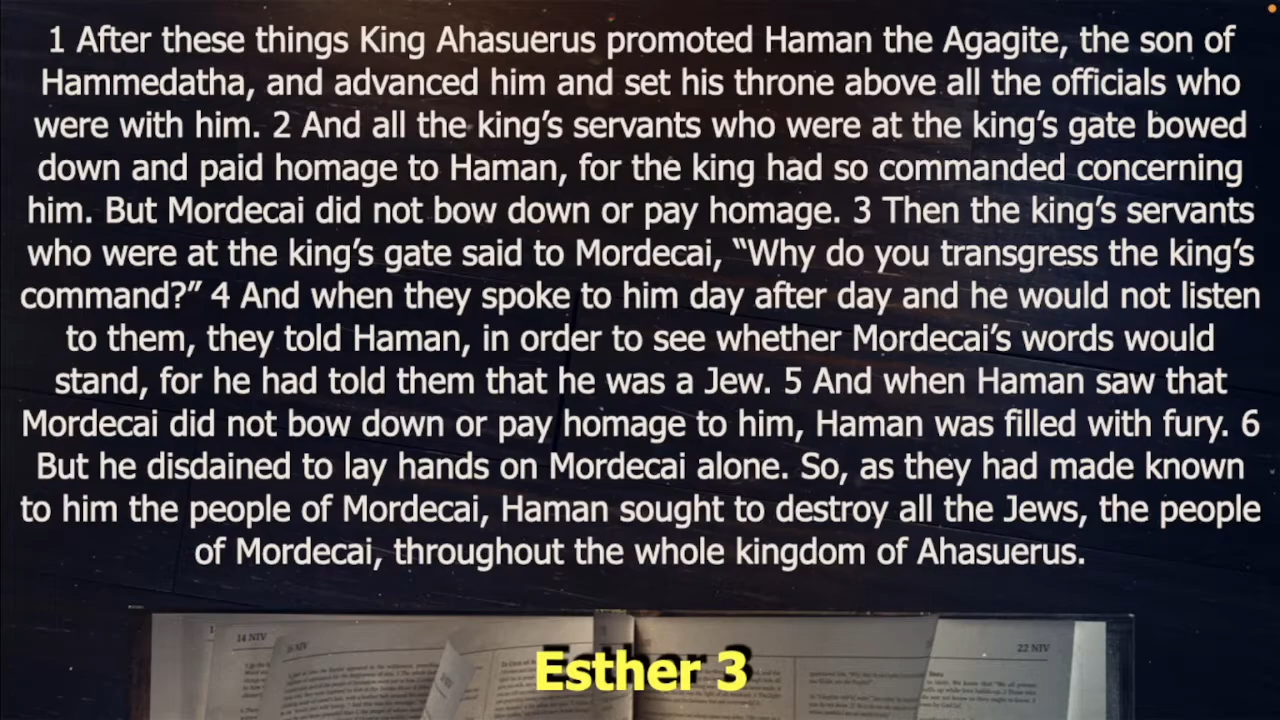 1 After these things King Ahasuerus promoted Haman the Agagite, the son of
Hammedatha, and advanced him and set his throne above all the officials who
were with him. 2 And all the king’s servants who were at the king’s gate bowed
down and paid homage to Haman, for the king had so commanded concerning
him. But Mordecai did not bow down or pay homage. 3 Then the king’s servants
who were at the king’s gate said to Mordecai, “Why do you transgress the king’s
command?” 4 And when they spoke to him day after day and he would not listen
to them, they told Haman, in order to see whether Mordecai’s words would
stand, for he had told them that he was a Jew. 5 And when Haman saw that
Mordecai did not bow down or pay homage to him, Haman was filled with fury. 6
But he disdained to lay hands on Mordecai alone. So, as they had made known
to him the people of Mordecai, Haman sought to destroy all the Jews, the people
of Mordecai, throughout the whole kingdom of Ahasuerus.
14 NIV
22 NIV
Esther 3